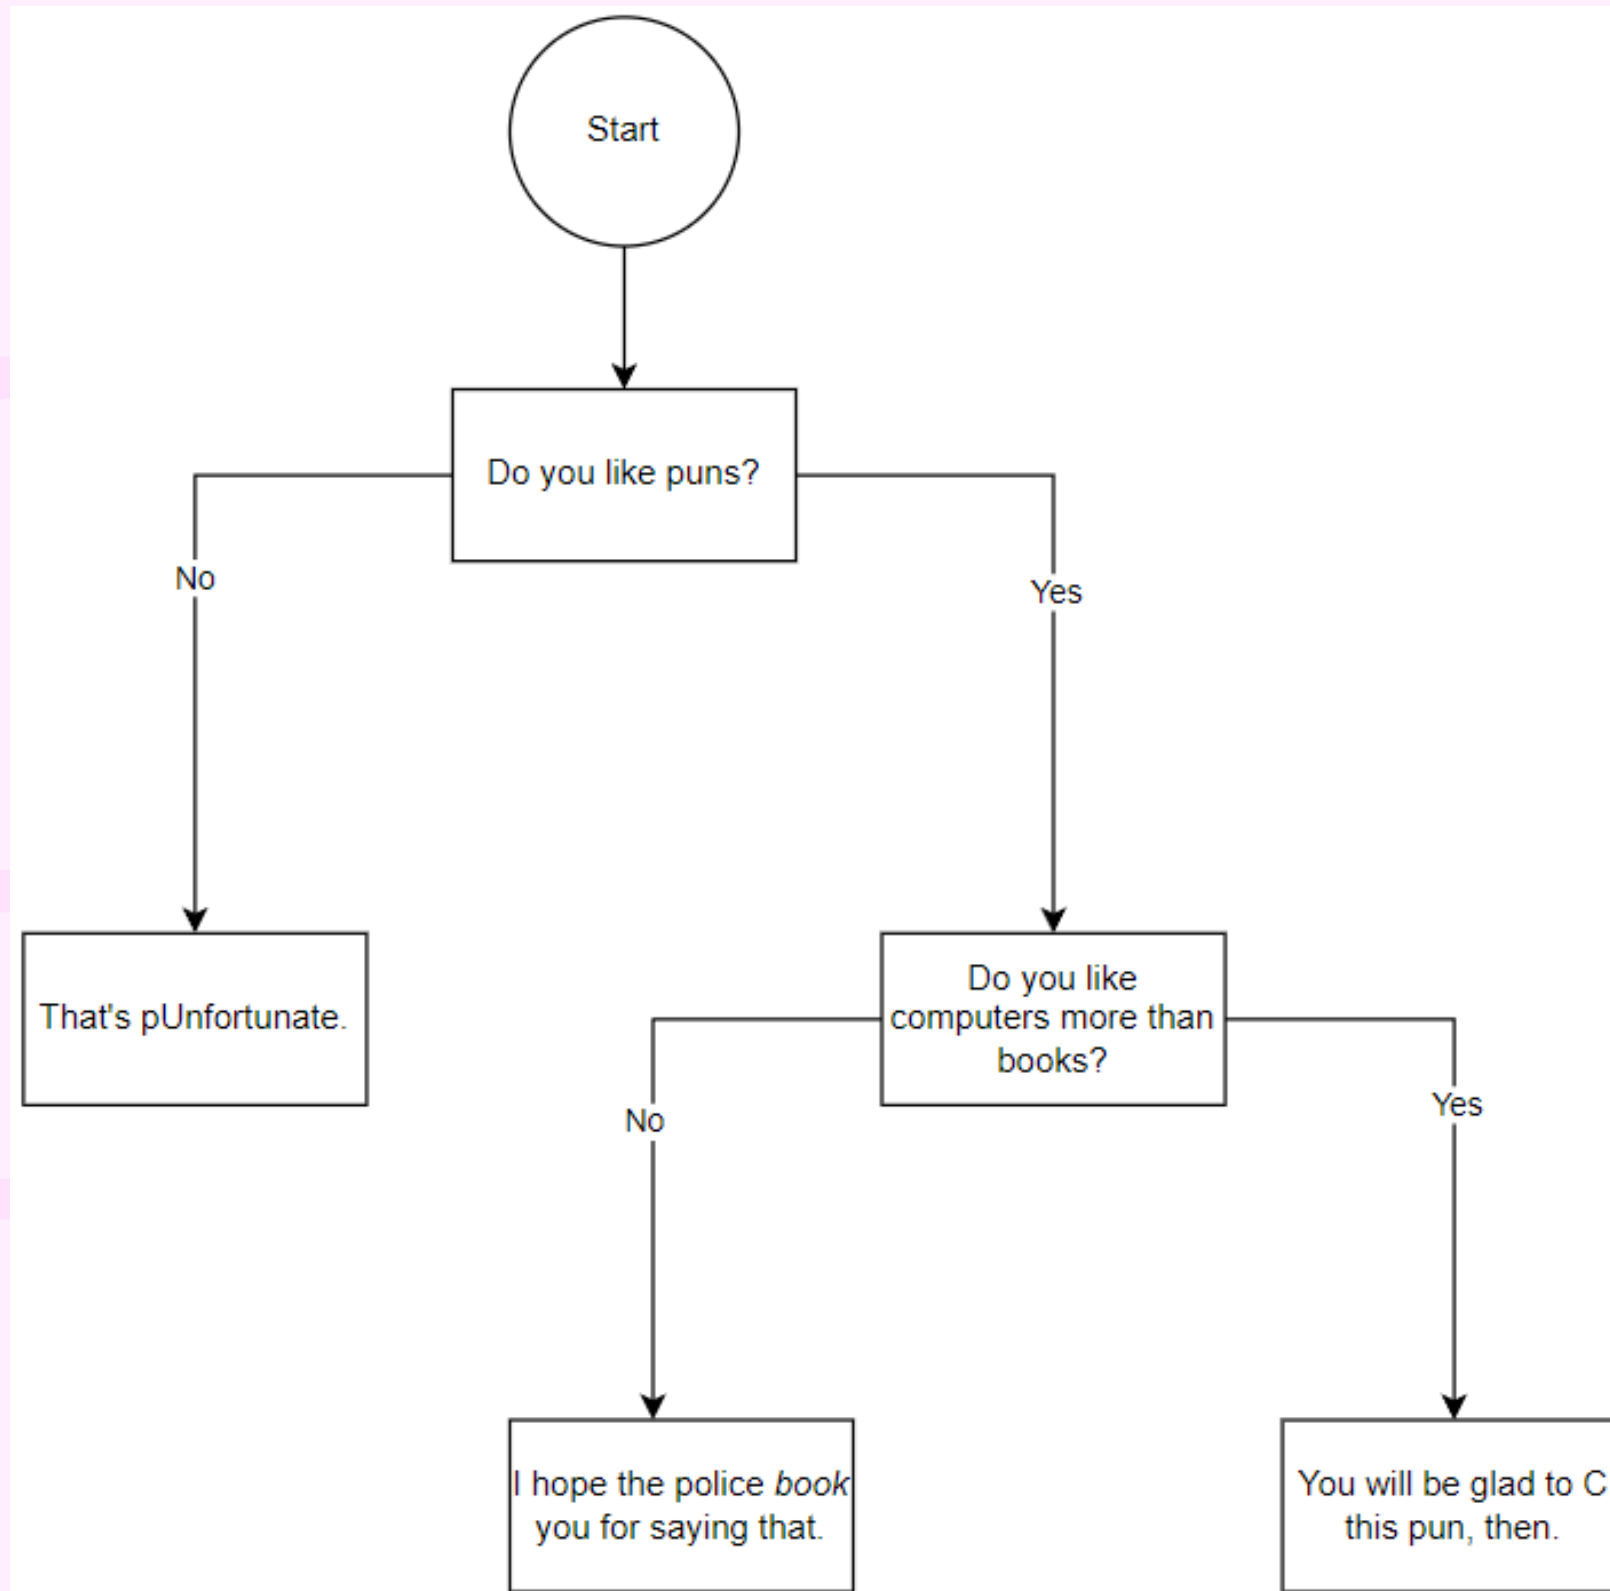 Start
Do you like puns?
No
Yes
That's pUnfortunate.
Do you like
computers more than
books?
No
Yes
I hope the police book
you for saying that.
You will be glad to C
this pun, then.